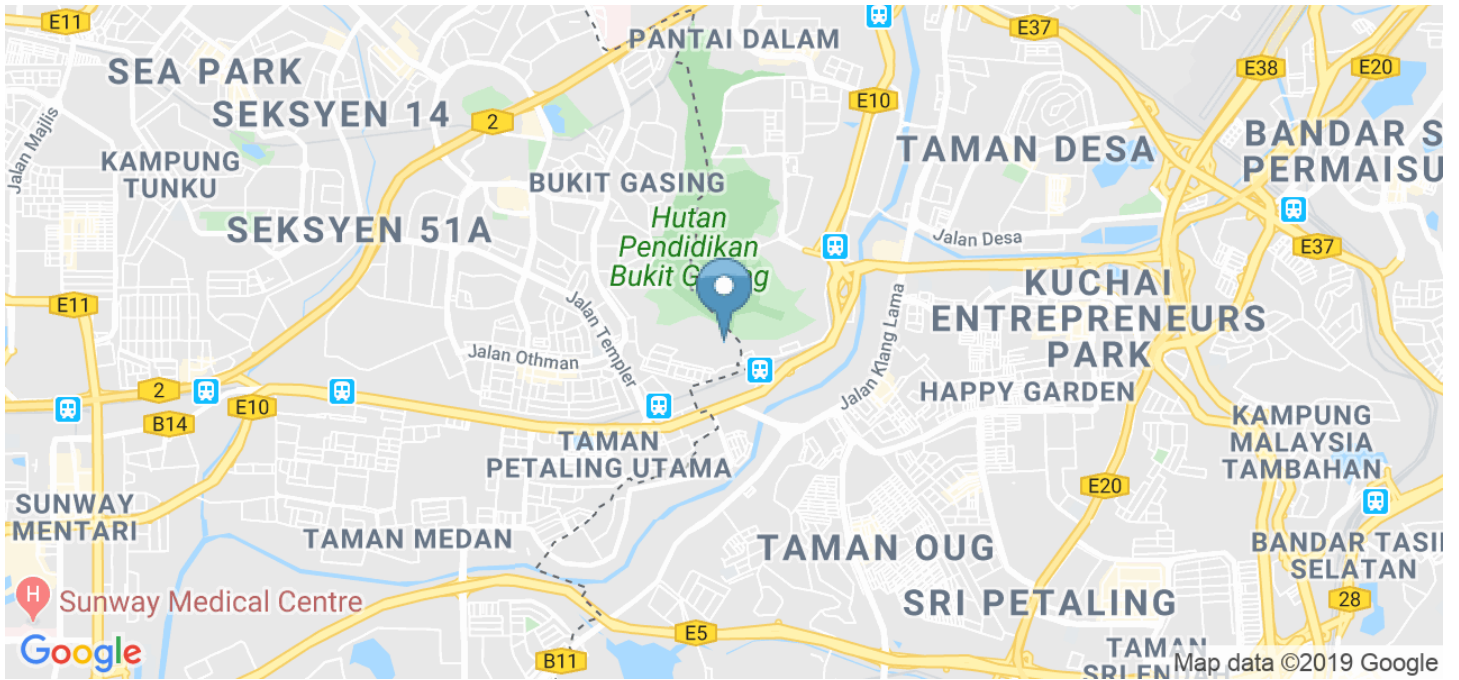 E11
PANTAI DALAM
E37
SEA PARK
E38
E20
E10
SEKSYEN 14
2
BANDAR S
PERMAISU
TAMAN DESA
Jalan Majlis
KAMPUNG
TUNKU
BUKIT GASING
Hutan
Pendidikan
Bukit G ng
SEKSYEN 51A
Jalan Desa
E37
E11
KUCHAI
ENTREPRENEURS
PARK
Jalan Templer
Jalan Klang Lama
Jalan Othman
2
E10
B14
HAPPY GARDEN
KAMPUNG
MALAYSIA
TAMBAHAN
TAMAN
PETALING UTAMA
E20
SUNWAY
MENTARI
TAMAN MEDAN
TAMAN OUG
BANDAR TASI
SELATAN
H
Sunway Medical Centre
SRI PETALING
28
E5
TAMAN
Google
B11
Map data ©2019 Google